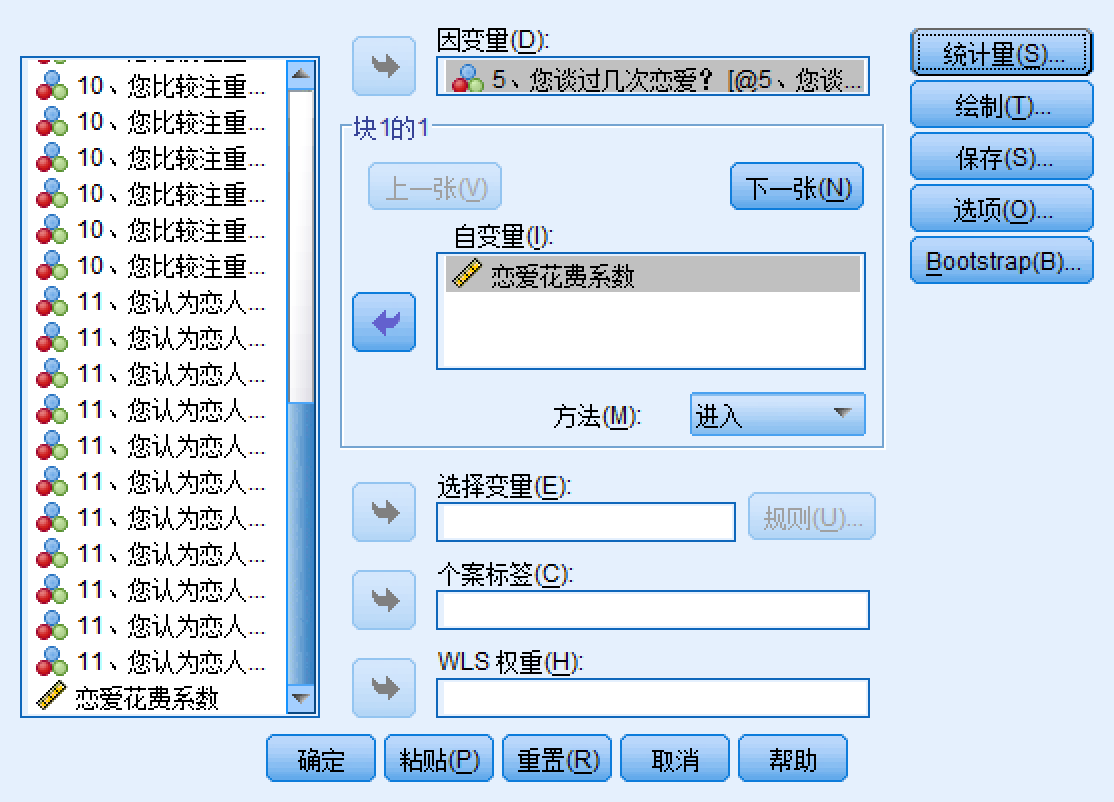 10、您比较注重...
10、您比较注重...
10、您比较注重...
10、您比较注重...
10、您比较注重...
10、您比较注重...
11、您认为恋人...
11、您认为恋人...
11、您认为恋人...
11、您认为恋人...
11、您认为恋人...
11、您认为恋人...
11、您认为恋人...
11、您认为恋人...
11、您认为恋人...
11、您认为恋人...
11、您认为恋人...
恋爱花费系数
因变量(D):
5、您谈过几次恋爱？ [@5、您谈...
块1的1
上一张(V)
下一张(N)
自变量(I):
恋爱花费系数
方法(M):
进入
选择变量(E):
规则(U)...
个案标签(C):
WLS 权重(H):
统计量(S)...
绘制(T)...
保存(S)...
选项(O)...
Bootstrap(B)...
确定
粘贴(P)
重置(R)
取消
帮助